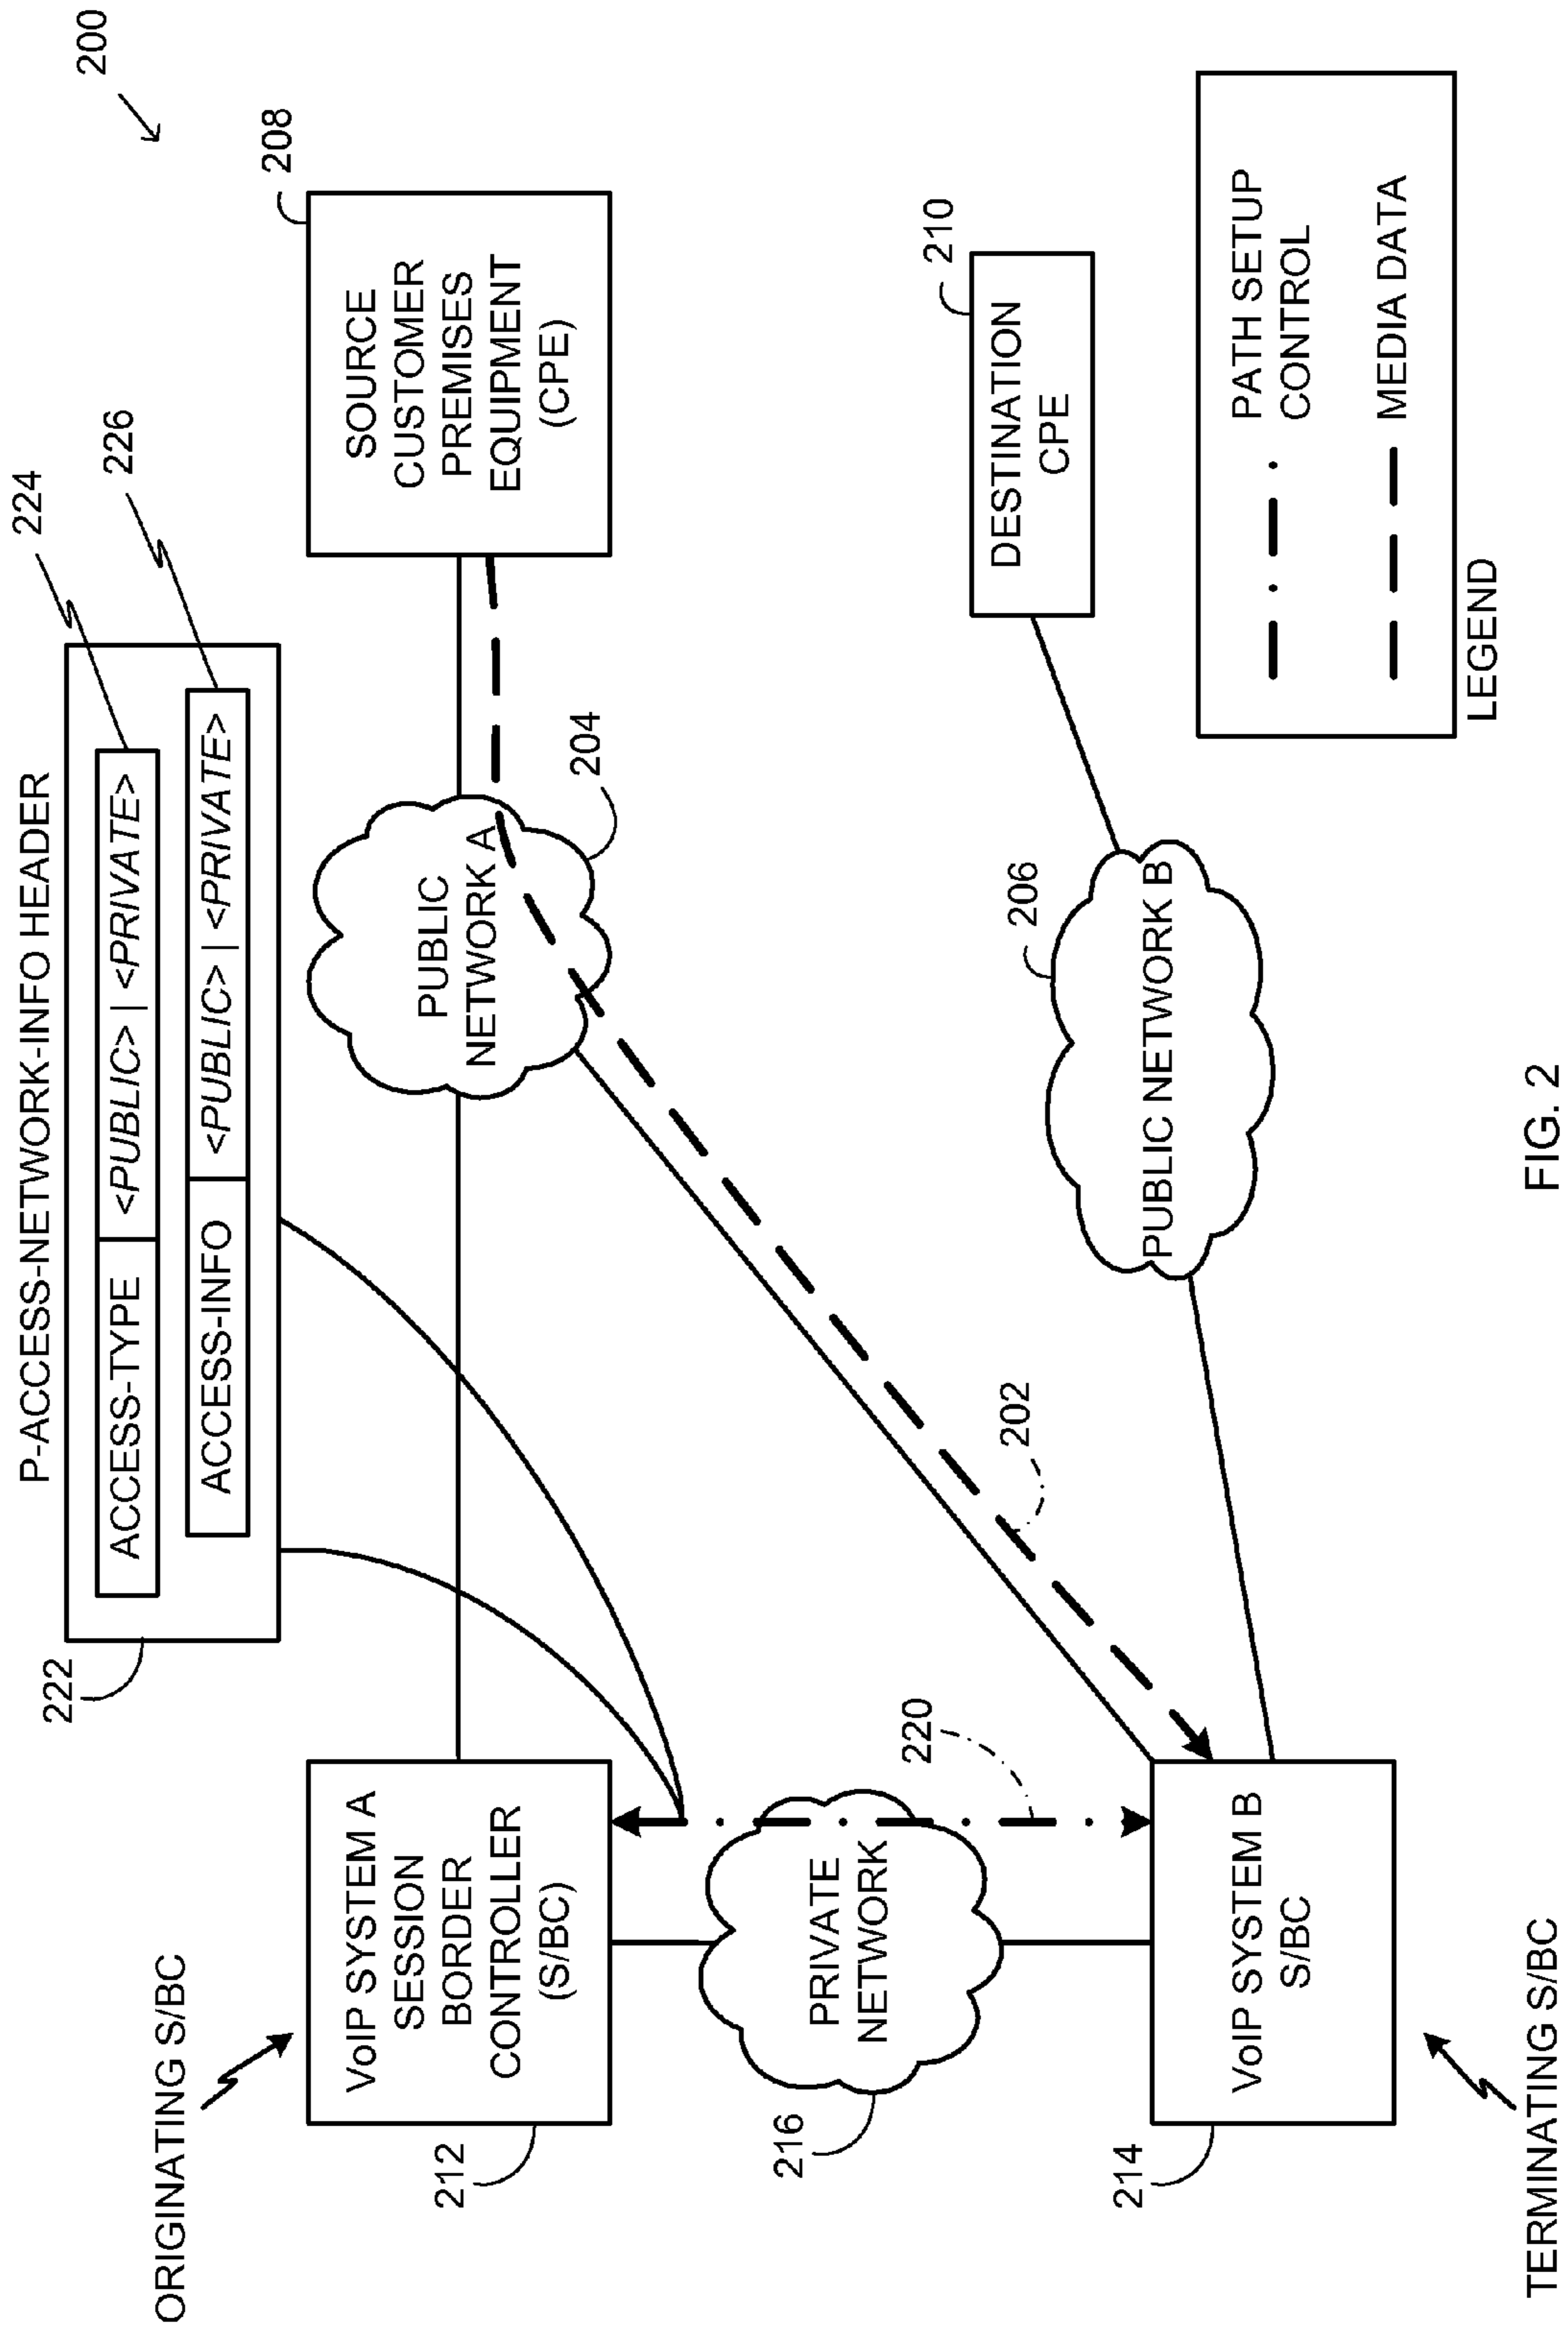 P-ACCESS-NETWORK-INFO HEADER
224
200
222
ACCESS-TYPE
<PUBLIC> | <PRIVATE>
226
ACCESS-INFO
<PUBLIC> | <PRIVATE>
ORIGINATING S/BC
208
212
VoIP SYSTEM A
SESSION
BORDER
CONTROLLER
(S/BC)
PUBLIC
NETWORK A
204
SOURCE
CUSTOMER
PREMISES
EQUIPMENT
(CPE)
216
PRIVATE
NETWORK
220
202
206
210
DESTINATION
CPE
214
VoIP SYSTEM B
S/BC
PUBLIC NETWORK B
PATH SETUP
CONTROL
MEDIA DATA
LEGEND
TERMINATING S/BC
FIG. 2